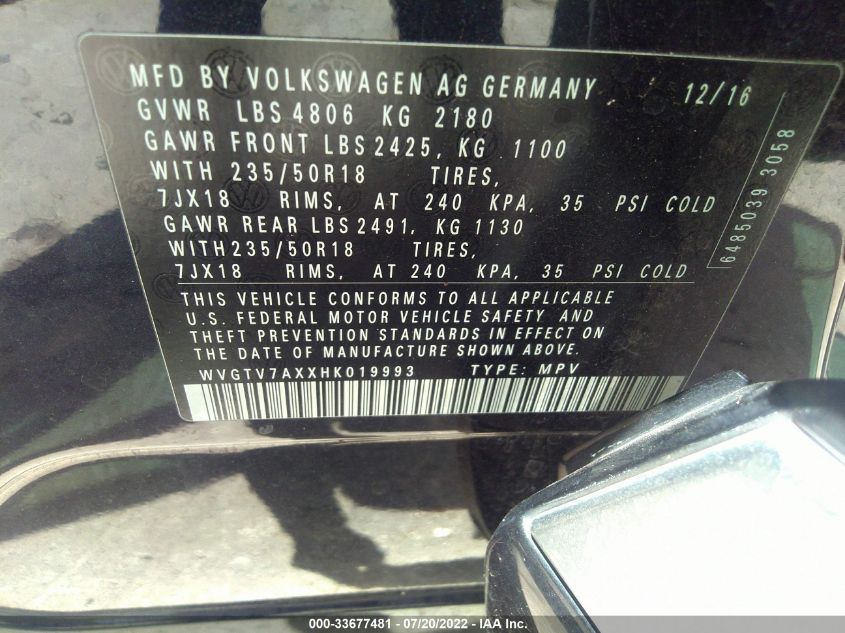 MFD BY VOLKSWAGEN AG GERMANY 12/16
GVWR LBS 4806 KG 2180
GAWR FRONT LBS 2425, KG 1100
WITH 235/50R18 TIRES,
7JX18 RIMS, AT 240 KPA, 35 PSI COLD
GAWR REAR LBS 2491, KG 1130
WITH 235/50R18 TIRES,
7JX18 RIMS, AT 240 KPA, 35 PSI COLD
THIS VEHICLE CONFORMS TO ALL APPLICABLE
U.S. FEDERAL MOTOR VEHICLE SAFETY AND
THEFT PREVENTION STANDARDS IN EFFECT ON
THE DATE OF MANUFACTURE SHOWN ABOVE.
WVGTV7AXXHK019993 TYPE: MPV
6485039 3058
000-33677481 - 07/20/2022 - IAA Inc.